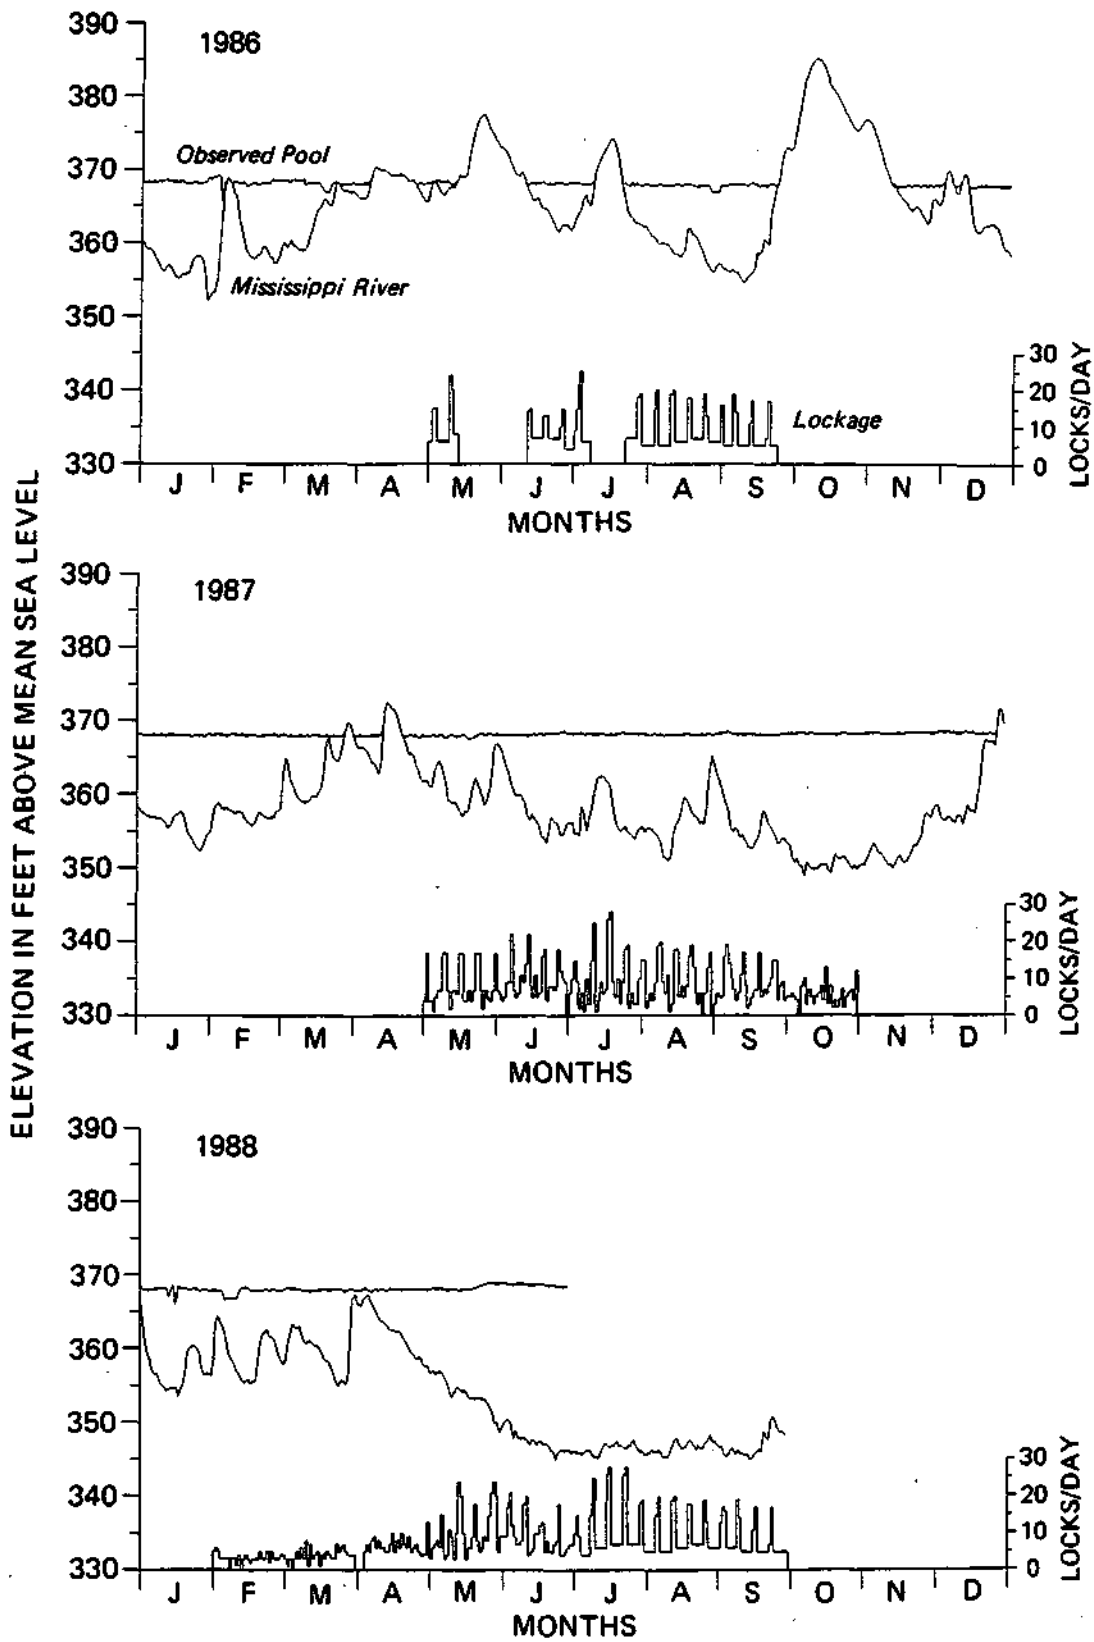 ELEVATION IN FEET ABOVE MEAN SEA LEVEL
1986
390
380
370
360
350
340
330
Observed Pool
Mississippi River
Lockage
30
20
10
0
LOCKS/DAY
J F M A M J J A S O N D
MONTHS
1987
390
380
370
360
350
340
330
30
20
10
0
LOCKS/DAY
J F M A M J J A S O N D
MONTHS
1988
390
380
370
360
350
340
330
30
20
10
0
LOCKS/DAY
J F M A M J J A S O N D
MONTHS